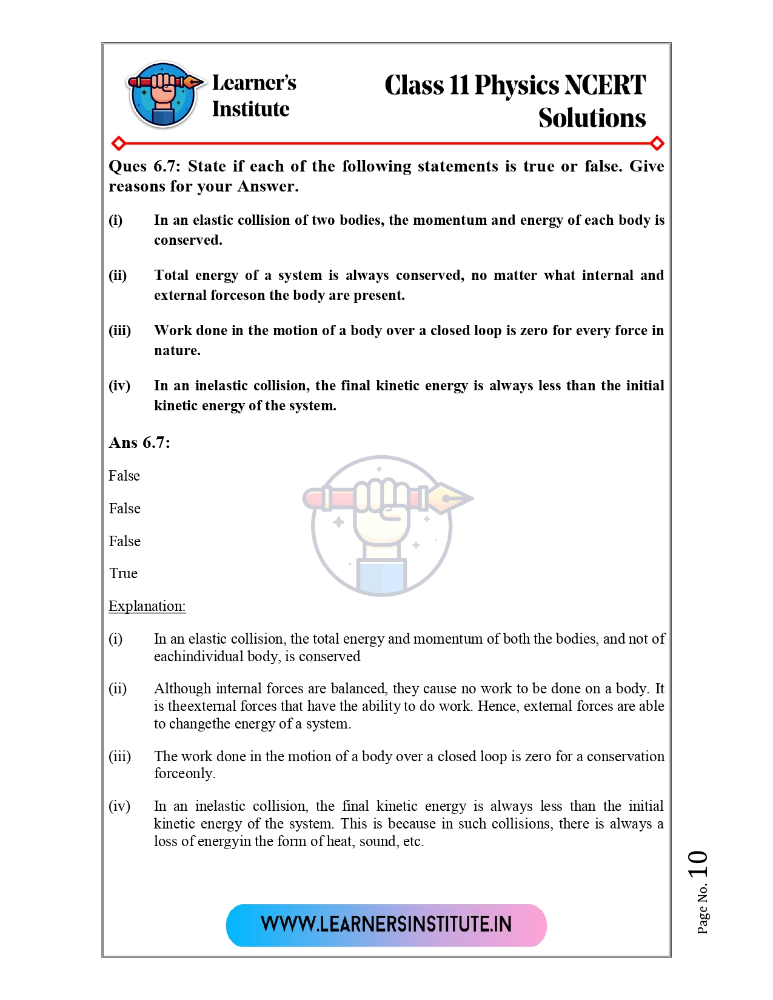 Learner's
Institute
Class 11 Physics NCERT
Solutions
Ques 6.7: State if each of the following statements is true or false. Give
reasons for your Answer.
(i) In an elastic collision of two bodies, the momentum and energy of each body is
conserved.
(ii) Total energy of a system is always conserved, no matter what internal and
external forceson the body are present.
(iii) Work done in the motion of a body over a closed loop is zero for every force in
nature.
(iv) In an inelastic collision, the final kinetic energy is always less than the initial
kinetic energy of the system.
Ans 6.7:
False
False
False
True
Explanation:
(i) In an elastic collision, the total energy and momentum of both the bodies, and not of
eachindividual body, is conserved
(ii) Although internal forces are balanced, they cause no work to be done on a body. It
is theexternal forces that have the ability to do work. Hence, external forces are able
to changethe energy of a system.
(iii) The work done in the motion of a body over a closed loop is zero for a conservation
forceonly.
(iv) In an inelastic collision, the final kinetic energy is always less than the initial
kinetic energy of the system. This is because in such collisions, there is always a
loss of energyin the form of heat, sound, etc.
Page No. 10
WWW.LEARNERSINSTITUTE.IN